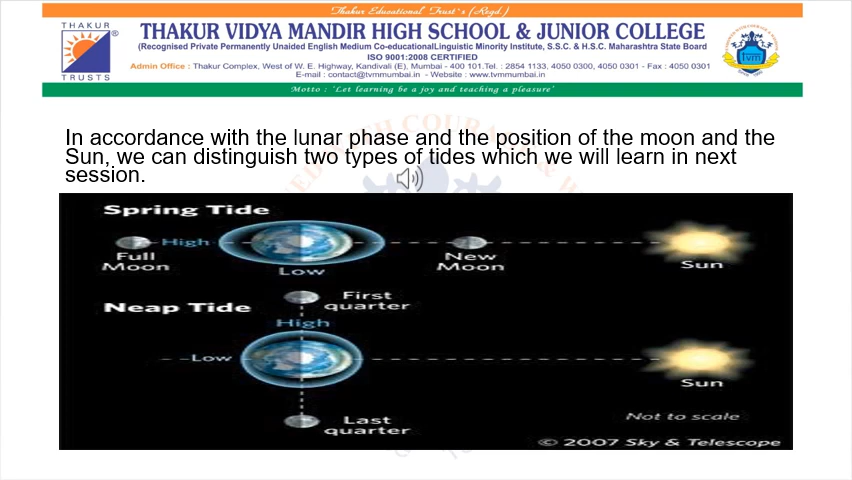 Thakur Educational Trust's (Regd.)
THAKUR
®
TRUSTS
THAKUR VIDYA MANDIR HIGH SCHOOL & JUNIOR COLLEGE
(Recognised Private Permanently Unaided English Medium Co-educationalLinguistic Minority Institute, S.S.C. & H.S.C. Maharashtra State Board
ISO 9001:2008 CERTIFIED
Admin Office : Thakur Complex, West of W. E. Highway, Kandivali (E), Mumbai - 400 101.Tel. : 2854 1133, 4050 0300, 4050 0301 - Fax : 4050 0301
E-mail : contact@tvmmumbai.in - Website : www.tvmmumbai.in
tvm
Motto : 'Let learning be a joy and teaching a pleasure'
In accordance with the lunar phase and the position of the moon and the
Sun, we can distinguish two types of tides which we will learn in next
session.
Spring Tide
High
Full
Moon
Low
New
Moon
Sun
First
quarter
Neap Tide
High
Low
Sun
Last
quarter
Not to scale
© 2007 Sky & Telescope